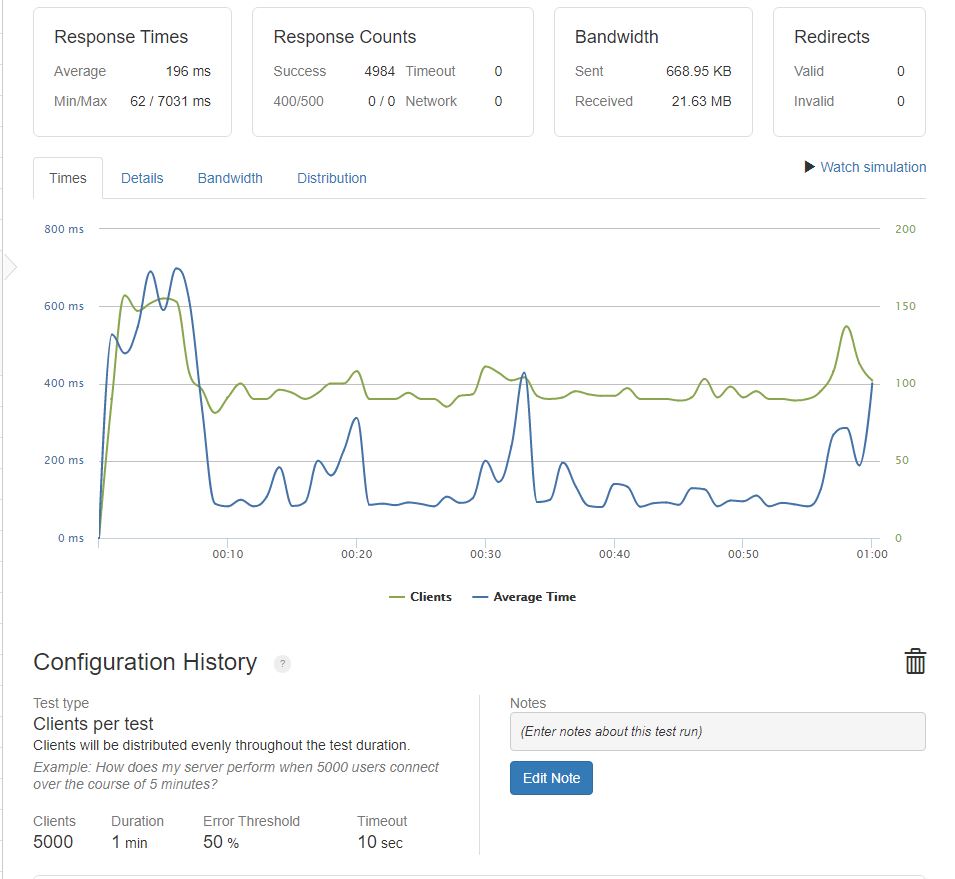 Response Times
Average 196 ms
Min/Max 62 / 7031 ms
Response Counts
Success 4984 Timeout 0
400/500 0 / 0 Network 0
Bandwidth
Sent 668.95 KB
Received 21.63 MB
Redirects
Valid 0
Invalid 0
Times Details Bandwidth Distribution
Watch simulation
800 ms 200
600 ms 150
400 ms 100
200 ms 50
0 ms 0
00:10 00:20 00:30 00:40 00:50 01:00
Clients Average Time
Configuration History ?
Test type
Clients per test
Clients will be distributed evenly throughout the test duration.
Example: How does my server perform when 5000 users connect
over the course of 5 minutes?
Clients Duration Error Threshold Timeout
5000 1 min 50 % 10 sec
Notes
(Enter notes about this test run)
Edit Note